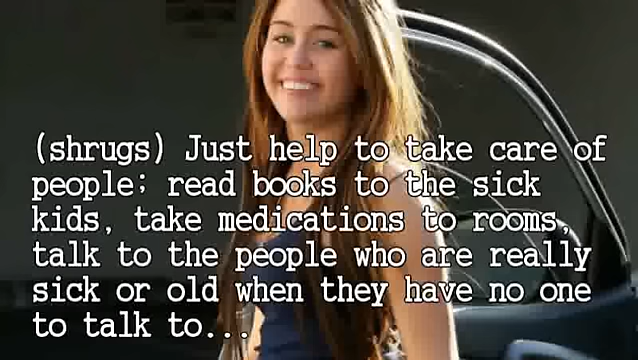 (shrugs) Just help to take care of
people; read books to the sick
kids, take medications to rooms,
talk to the people who are really
sick or old when they have no one
to talk to...